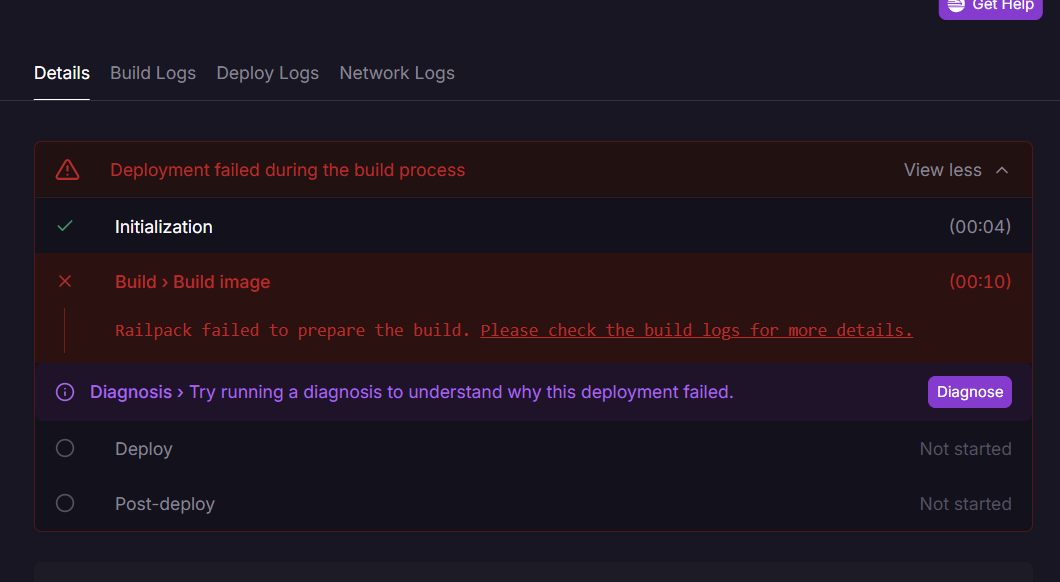 Get Help
Details Build Logs Deploy Logs Network Logs
Deployment failed during the build process View less
Initialization (00:04)
Build › Build image (00:10)
Railpack failed to prepare the build. Please check the build logs for more details.
Diagnosis › Try running a diagnosis to understand why this deployment failed. Diagnose
Deploy Not started
Post-deploy Not started